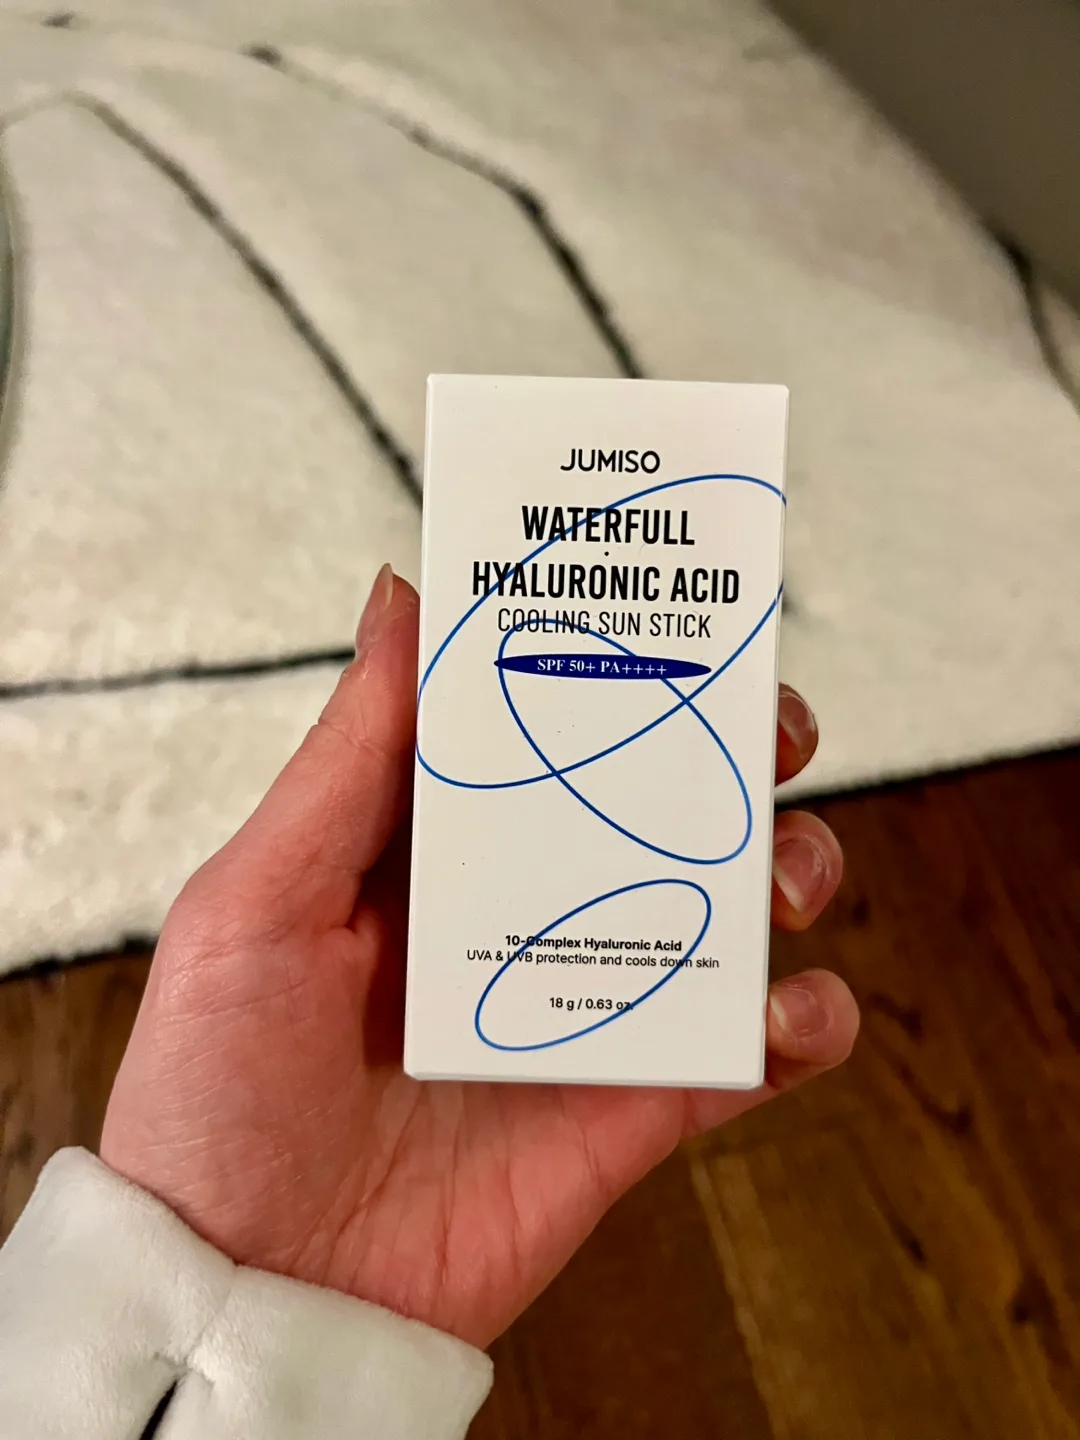 JUMISO
WATERFULL
HYALURONIC ACID
COOLING SUN STICK
SPF 50+ PA++++
10-Complex Hyaluronic Acid
UVA & UVB protection and cools down skin
18 g / 0.63 oz.